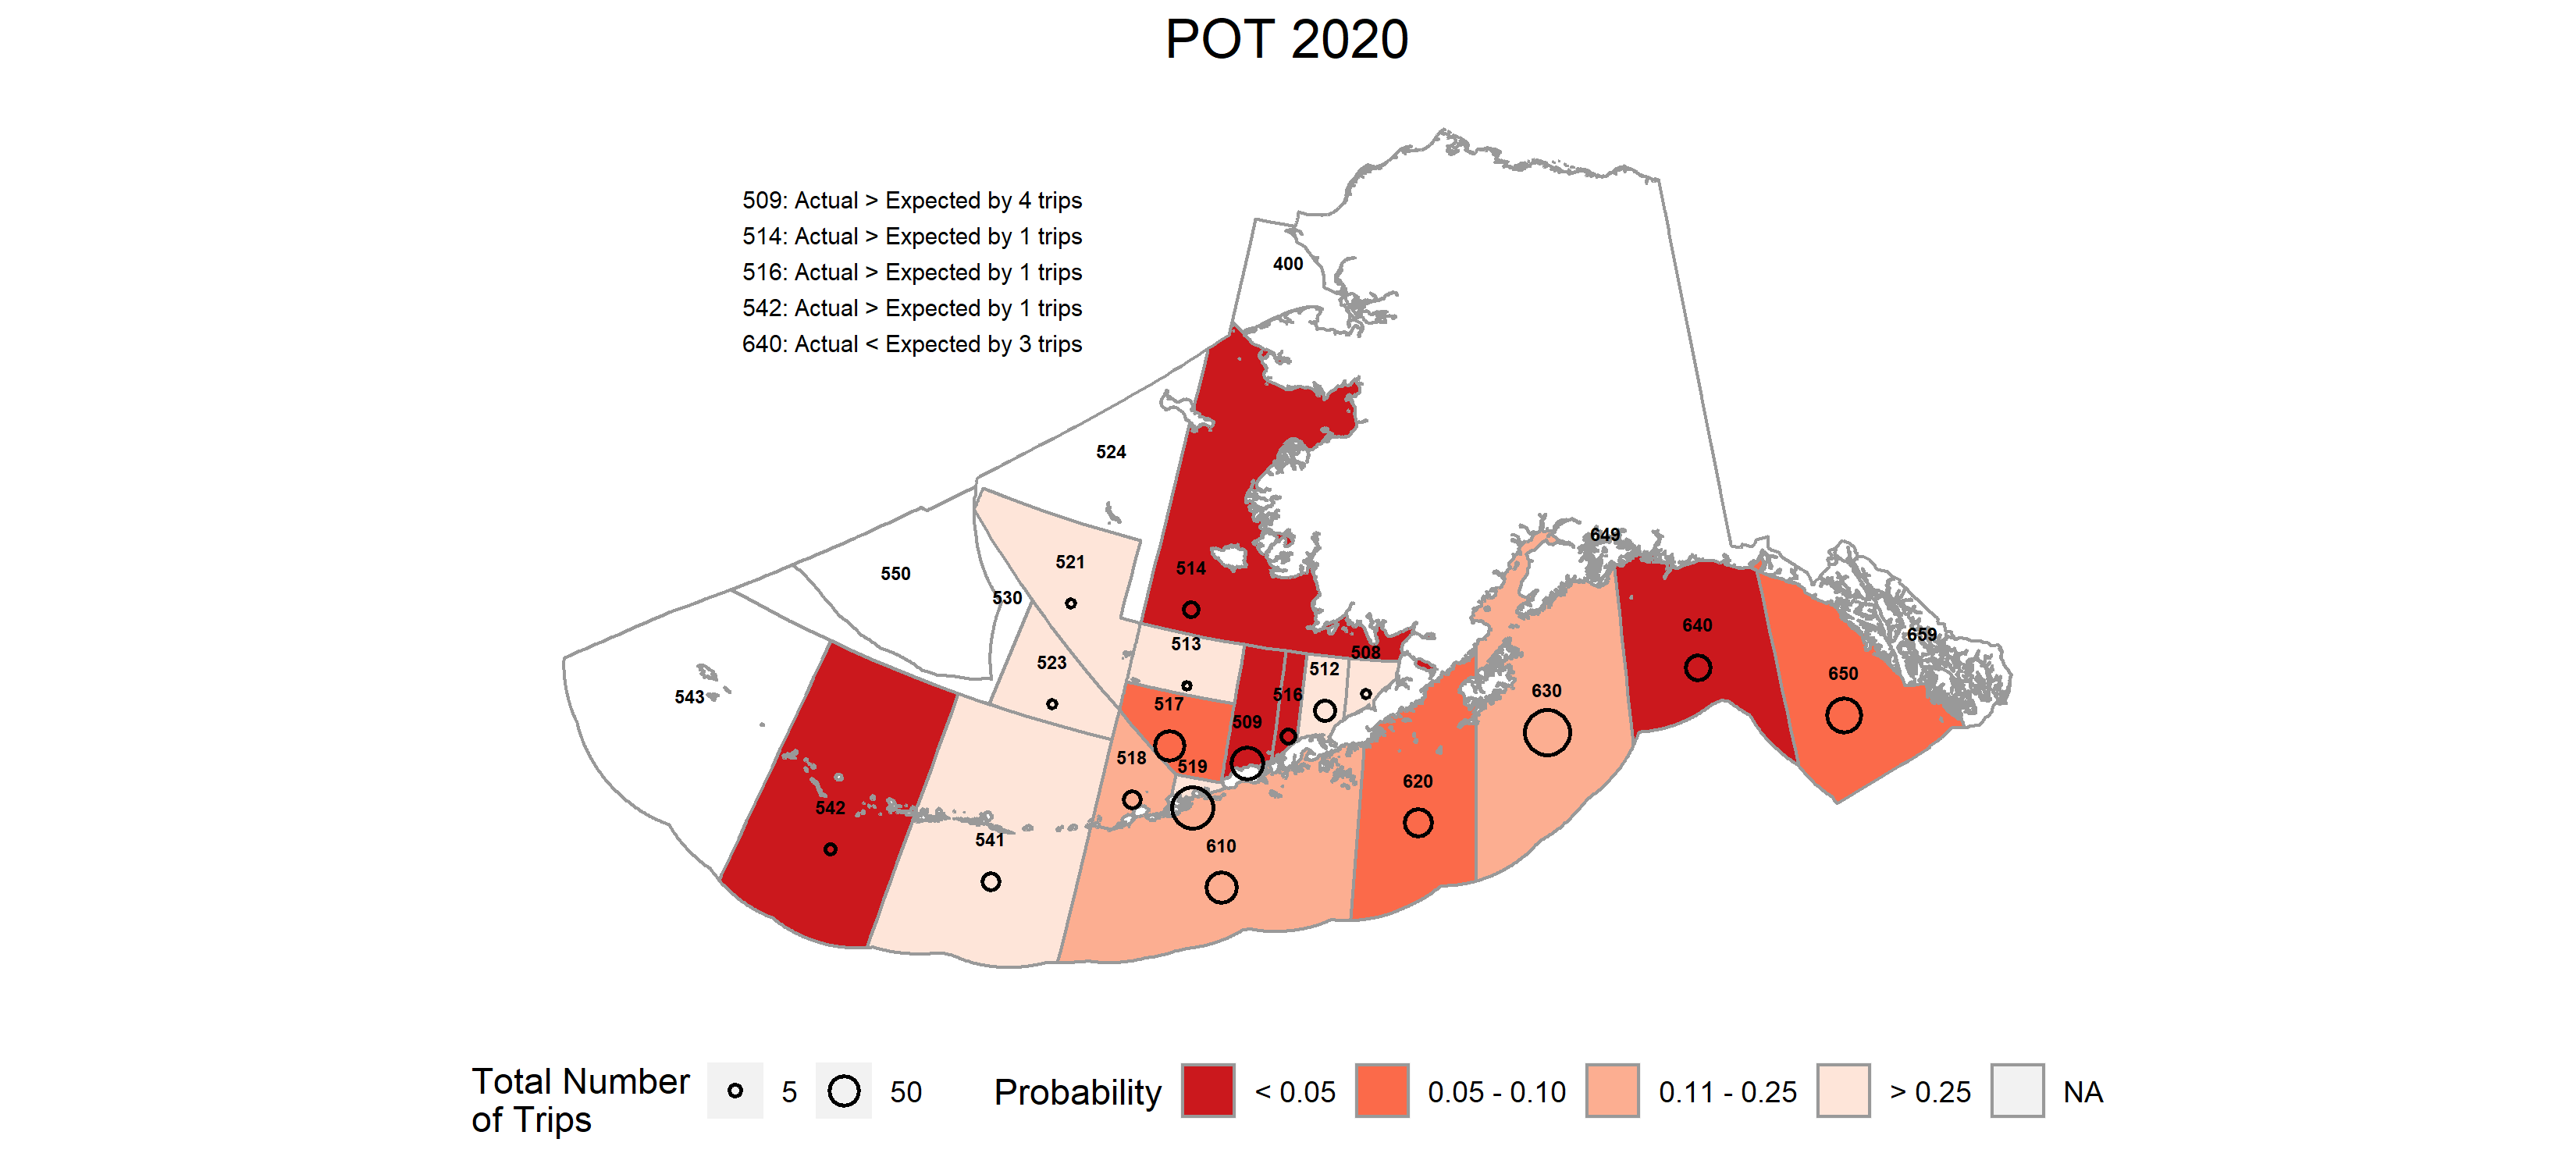 POT 2020
509: Actual > Expected by 4 trips
514: Actual > Expected by 1 trips
516: Actual > Expected by 1 trips
542: Actual > Expected by 1 trips
640: Actual < Expected by 3 trips
400
524
649
521
514
550
530
640
659
513
508
523
512
650
630
516
543
517
509
518
519
620
542
541
610
Total Number
of Trips
5
50
Probability
< 0.05
0.05 - 0.10
0.11 - 0.25
> 0.25
NA